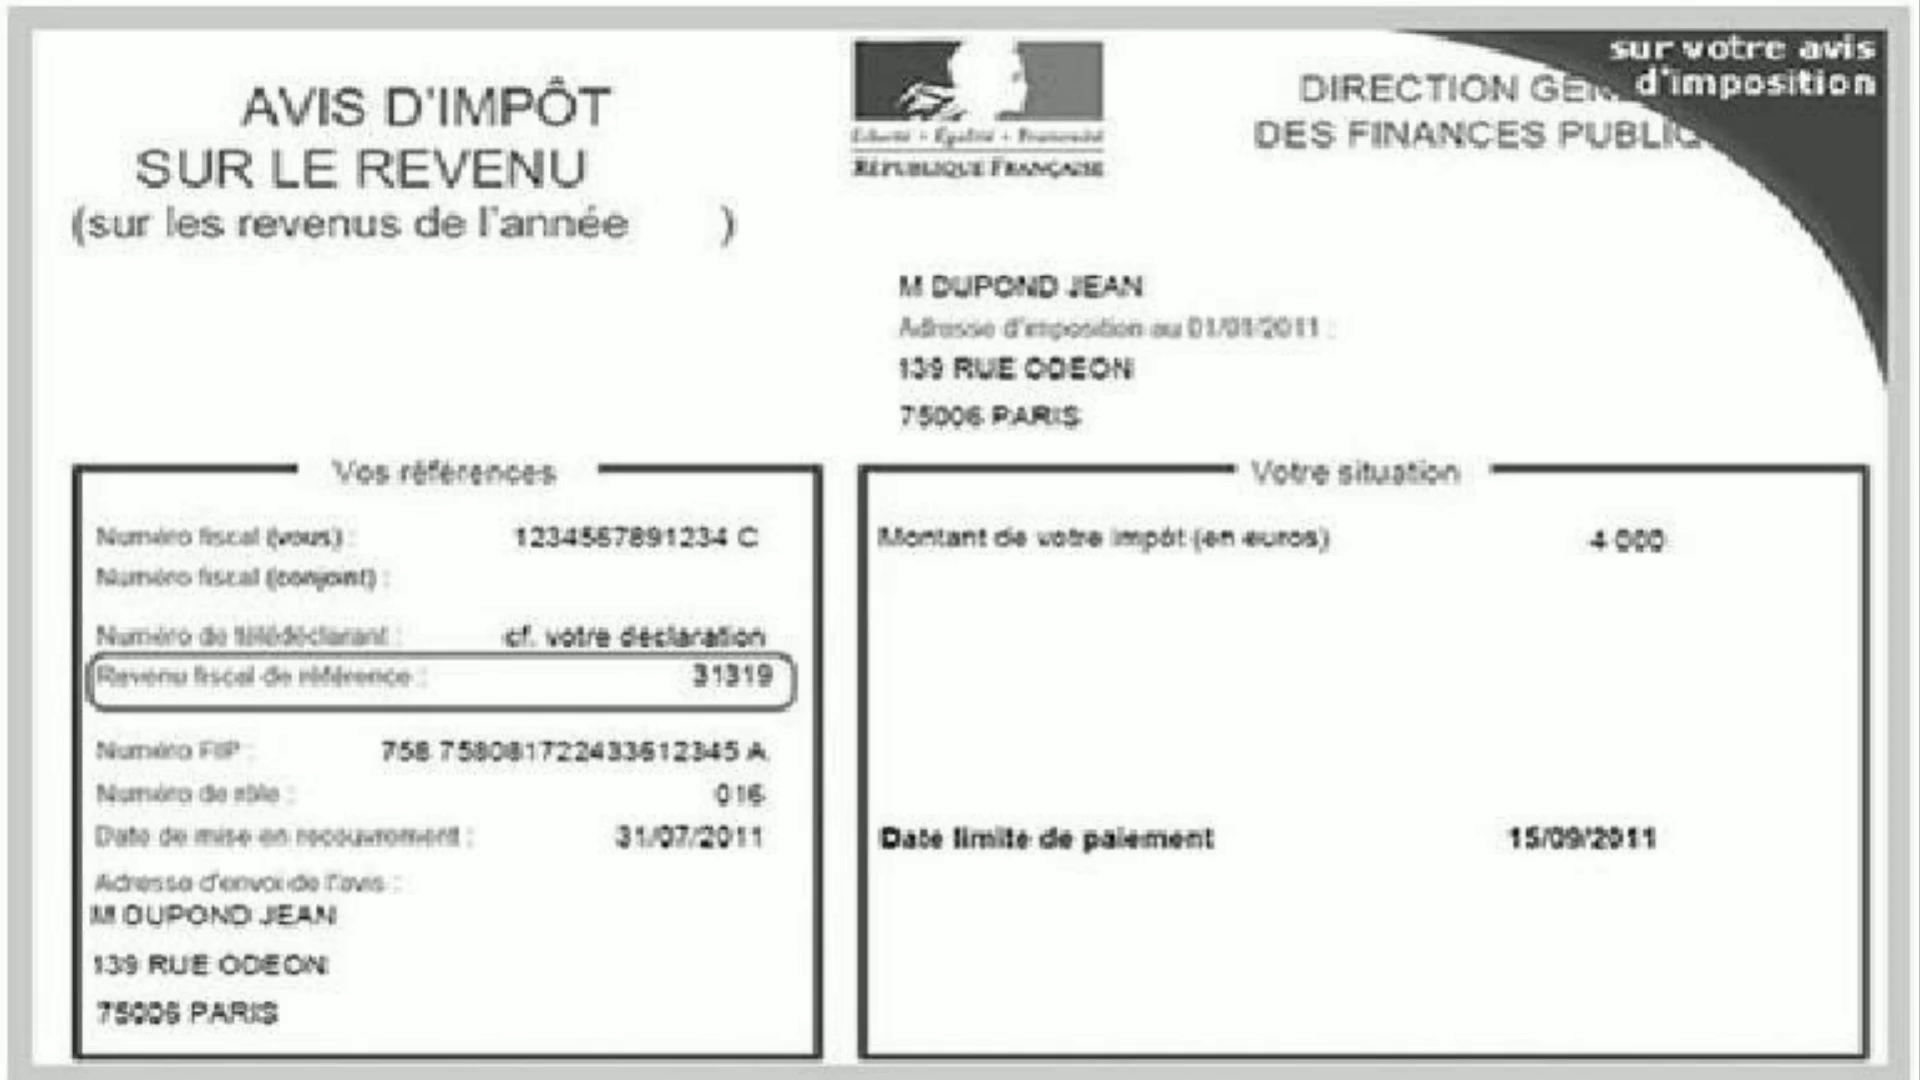 sur votre avis
d'imposition
AVIS D'IMPÔT
SUR LE REVENU
(sur les revenus de l'année )
Liberté • Égalité • Fraternité
RÉPUBLIQUE FRANÇAISE
DIRECTION
DES FINANCES
M DUPOND JEAN
Adresse d'imposition au 01/01/2011 :
139 RUE ODEON
75006 PARIS
Vos références
Numéro fiscal (vous) : 1234567891234 C
Numéro fiscal (conjoint) :
Numéro de télédéclarant : cf. votre déclaration
Revenu fiscal de référence : 31319
Numéro FIP : 758 758081722433612345 A
Numéro de rôle : 016
Date de mise en recouvrement : 31/07/2011
Adresse d'envoi de l'avis :
M DUPOND JEAN
139 RUE ODEON
75006 PARIS
Votre situation
Montant de votre impôt (en euros) 4 000
Date limite de paiement 15/09/2011